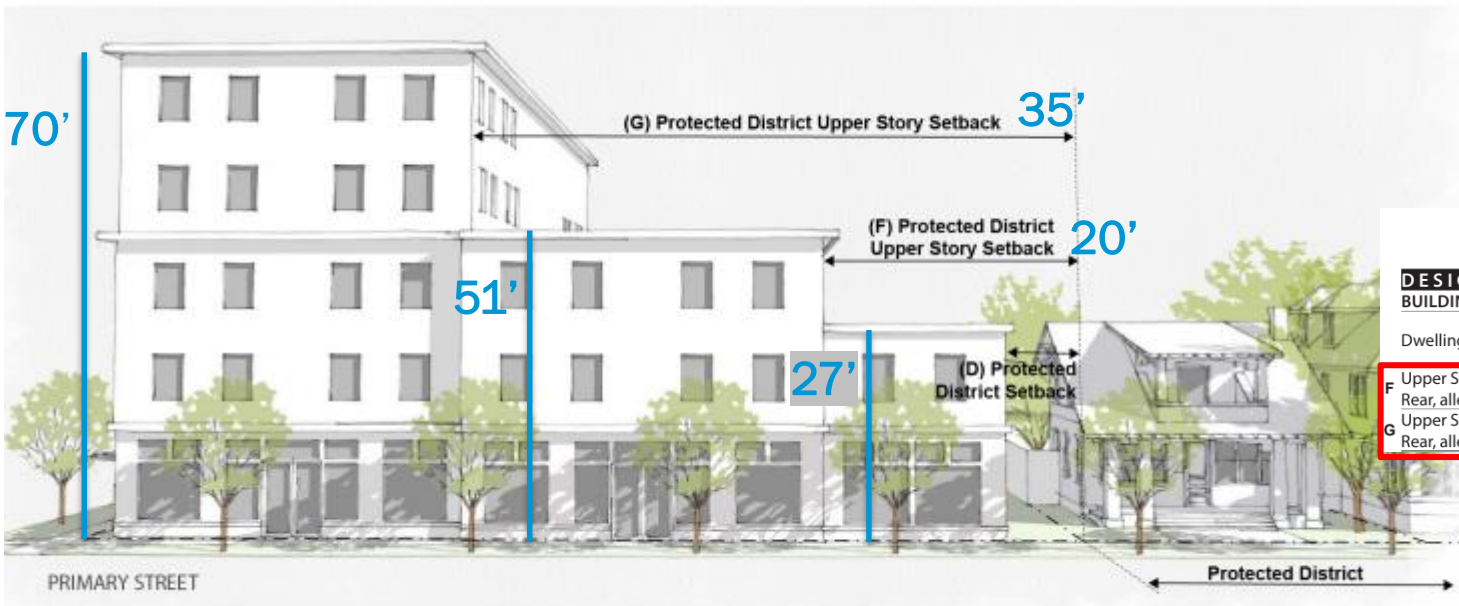 70’
(G) Protected District Upper Story Setback 35’
(F) Protected District
Upper Story Setback 20’
51’
27’
(D) Protected
District Setback
PRIMARY STREET
Protected District
DESI
BUILDIN
Dwelling
F Upper S
Rear, alle
G Upper S
Rear, alle